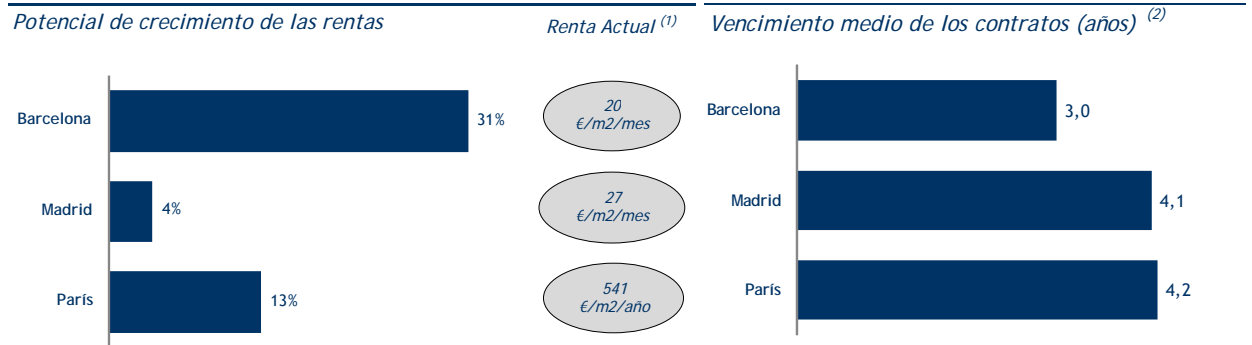 Potencial de crecimiento de las rentas
Renta Actual (1)
Barcelona
31%
20
€/m2/mes
Madrid
4%
27
€/m2/mes
París
13%
541
€/m2/año
Vencimiento medio de los contratos (años) (2)
Barcelona
3,0
Madrid
4,1
París
4,2